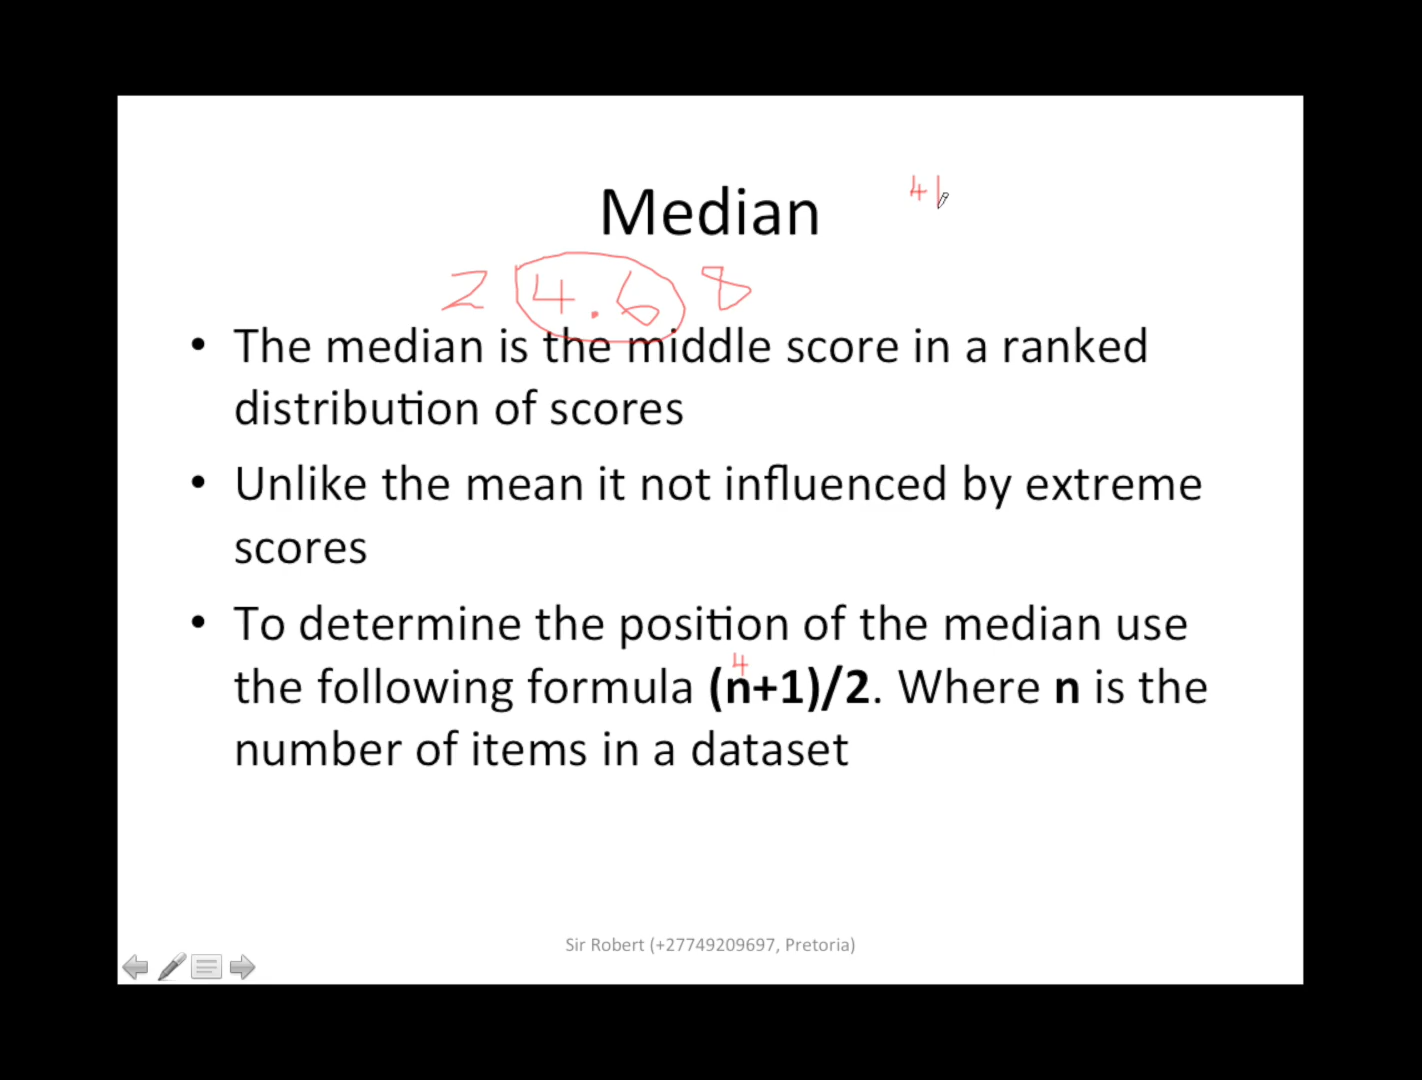 Median
4
2 4.6 8
• The median is the middle score in a ranked
distribution of scores
• Unlike the mean it not influenced by extreme
scores
• To determine the position of the median use
4
the following formula (n+1)/2. Where n is the
number of items in a dataset
Sir Robert (+27749209697, Pretoria)